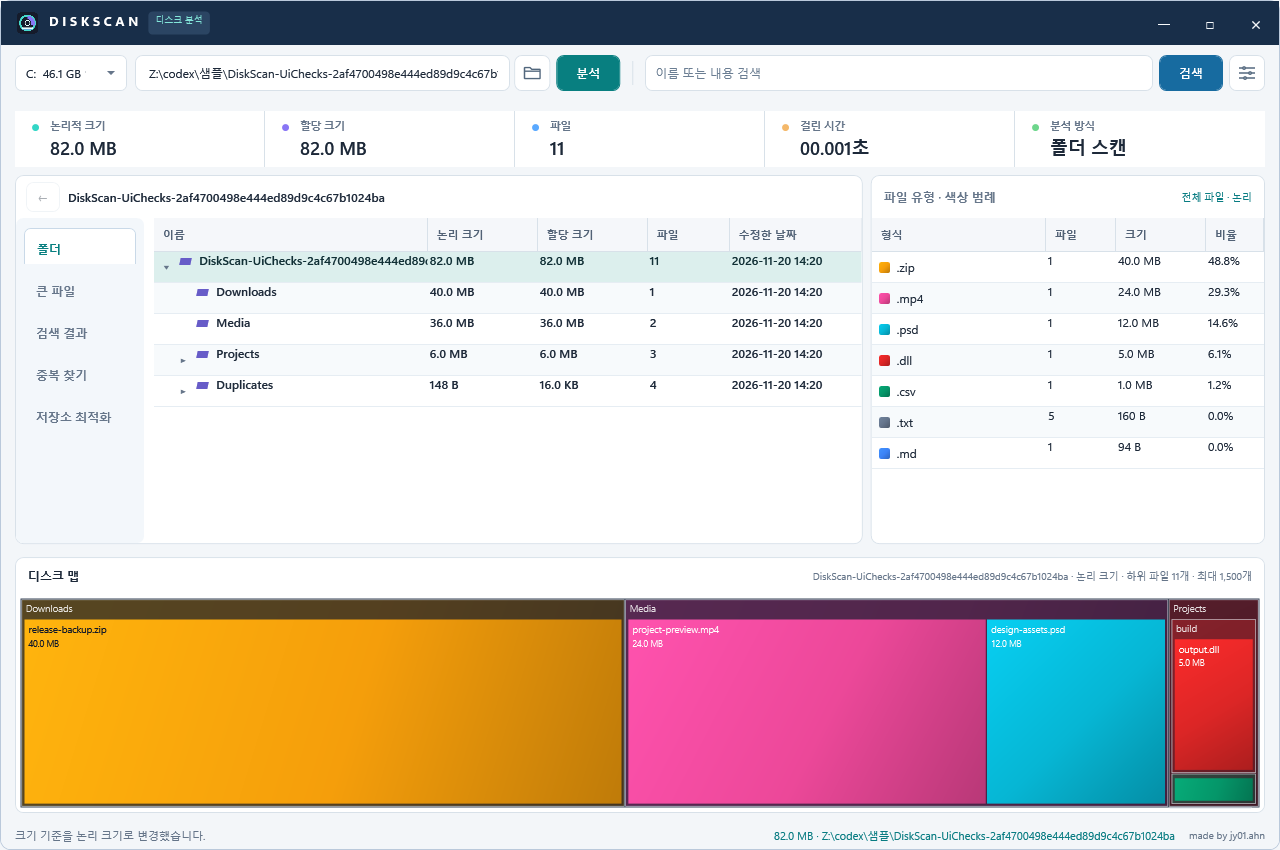 DISKSCAN
디스크 분석
C: 46.1 GB
Z:\codex\샘플\DiskScan-UiChecks-2af4700498e444ed89d9c4c67b
분석
이름 또는 내용 검색
검색
논리적 크기
82.0 MB
할당 크기
82.0 MB
파일
11
걸린 시간
00.001초
분석 방식
폴더 스캔
← DiskScan-UiChecks-2af4700498e444ed89d9c4c67b1024ba
폴더
큰 파일
검색 결과
중복 찾기
저장소 최적화
이름 논리 크기 할당 크기 파일 수정한 날짜
DiskScan-UiChecks-2af4700498e444ed89 82.0 MB 82.0 MB 11 2026-11-20 14:20
Downloads 40.0 MB 40.0 MB 1 2026-11-20 14:20
Media 36.0 MB 36.0 MB 2 2026-11-20 14:20
Projects 6.0 MB 6.0 MB 3 2026-11-20 14:20
Duplicates 148 B 16.0 KB 4 2026-11-20 14:20
파일 유형 · 색상 범례
전체 파일 · 논리
형식 파일 크기 비율
.zip 1 40.0 MB 48.8%
.mp4 1 24.0 MB 29.3%
.psd 1 12.0 MB 14.6%
.dll 1 5.0 MB 6.1%
.csv 1 1.0 MB 1.2%
.txt 5 160 B 0.0%
.md 1 94 B 0.0%
디스크 맵
DiskScan-UiChecks-2af4700498e444ed89d9c4c67b1024ba · 논리 크기 · 하위 파일 11개 · 최대 1,500개
Downloads
release-backup.zip
40.0 MB
Media
project-preview.mp4
24.0 MB
design-assets.psd
12.0 MB
Projects
build
output.dll
5.0 MB
크기 기준을 논리 크기로 변경했습니다.
82.0 MB · Z:\codex\샘플\DiskScan-UiChecks-2af4700498e444ed89d9c4c67b1024ba
made by jy01.ahn